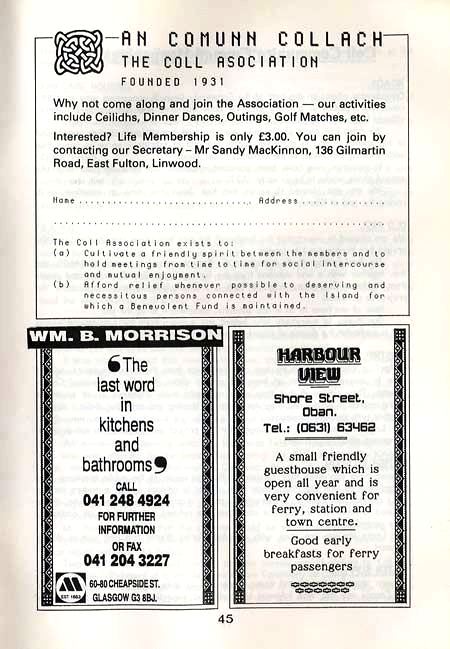 AN COMUNN COLLACH
THE COLL ASOCIATION
FOUNDED 1931
Why not come along and join the Association — our activities
include Ceilidhs, Dinner Dances, Outings, Golf Matches, etc.
Interested? Life Membership is only £3.00. You can join by
contacting our Secretary – Mr Sandy MacKinnon, 136 Gilmartin
Road, East Fulton, Linwood.
Name .............................. Address ..............
The Coll Association exists to:
(a) Cultivate a friendly spirit between the members and to
hold meetings from time to time for social intercourse
and mutual enjoyment.
(b) Afford relief whenever possible to deserving and
necessitous persons connected with the Island for
which a Benevolent Fund is maintained.
WM. B. MORRISON
❛The
last word
in
kitchens
and
bathrooms❜
CALL
041 248 4924
FOR FURTHER
INFORMATION
OR FAX
041 204 3227
EST 1883
60-80 CHEAPSIDE ST.
GLASGOW G3 8BJ.
HARBOUR
VIEW
Shore Street,
Oban.
Tel.: (0631) 63462
A small friendly
guesthouse which is
open all year and is
very convenient for
ferry, station and
town centre.
Good early
breakfasts for ferry
passengers
45